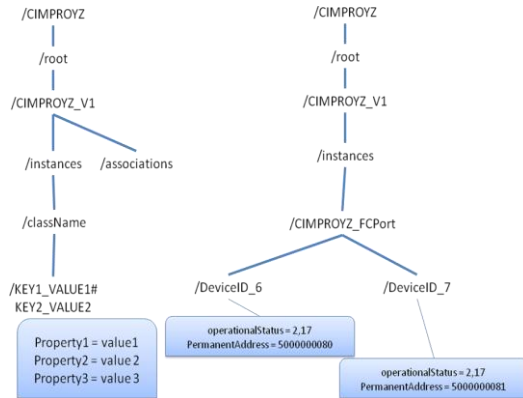 /CIMPROYZ
/root
/CIMPROYZ_V1
/instances
/associations
/className
/KEY1_VALUE1#
KEY2_VALUE2
Property1 = value1
Property2 = value 2
Property3 = value 3
/CIMPROYZ
/root
/CIMPROYZ_V1
/instances
/CIMPROYZ_FCPort
/DeviceID_6
/DeviceID_7
operationalStatus = 2,17
PermanentAddress = 5000000080
operationalStatus = 2,17
PermanentAddress = 5000000081